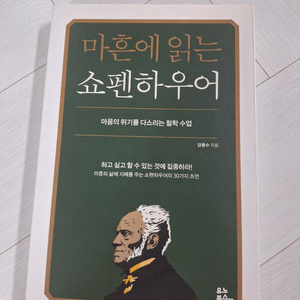 마흔에 읽는
쇼펜하우어
마음의 위기를 다스리는 철학 수업
강용수 지음
하고 싶고 할 수 있는 것에 집중하라!
마흔의 삶에 지혜를 주는 쇼펜하우어의 30가지 조언
유노
북스